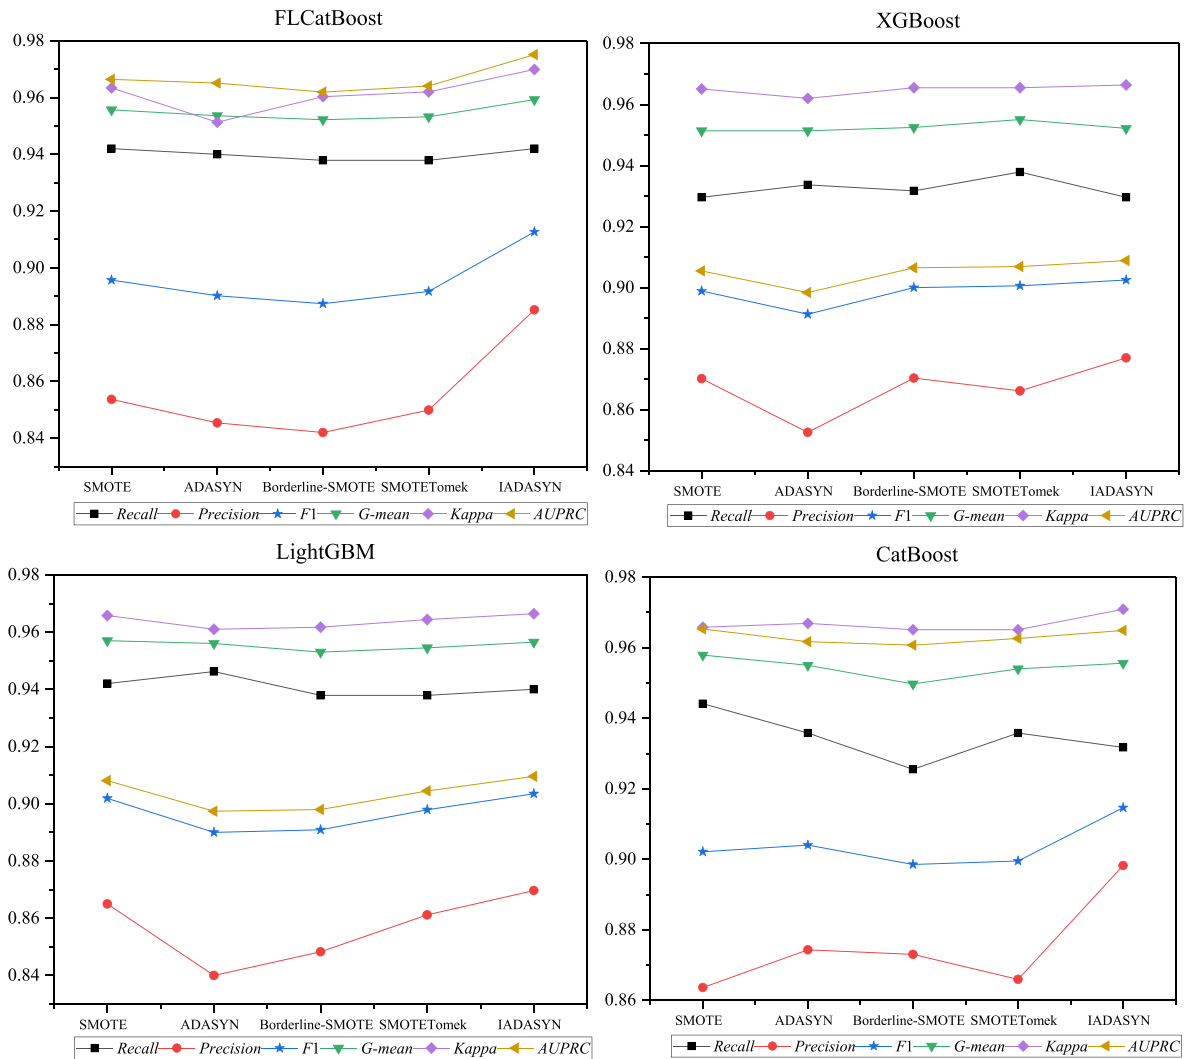 FLCatBoost
0.98
0.96
0.94
0.92
0.90
0.88
0.86
0.84
SMOTE ADASYN Borderline-SMOTE SMOTETomek IADASYN
Recall Precision F1 G-mean Kappa AUPRC
XGBoost
0.98
0.96
0.94
0.92
0.90
0.88
0.86
0.84
SMOTE ADASYN Borderline-SMOTE SMOTETomek IADASYN
Recall Precision F1 G-mean Kappa AUPRC
LightGBM
0.98
0.96
0.94
0.92
0.90
0.88
0.86
0.84
SMOTE ADASYN Borderline-SMOTE SMOTETomek IADASYN
Recall Precision F1 G-mean Kappa AUPRC
CatBoost
0.98
0.96
0.94
0.92
0.90
0.88
0.86
SMOTE ADASYN Borderline-SMOTE SMOTETomek IADASYN
Recall Precision F1 G-mean Kappa AUPRC